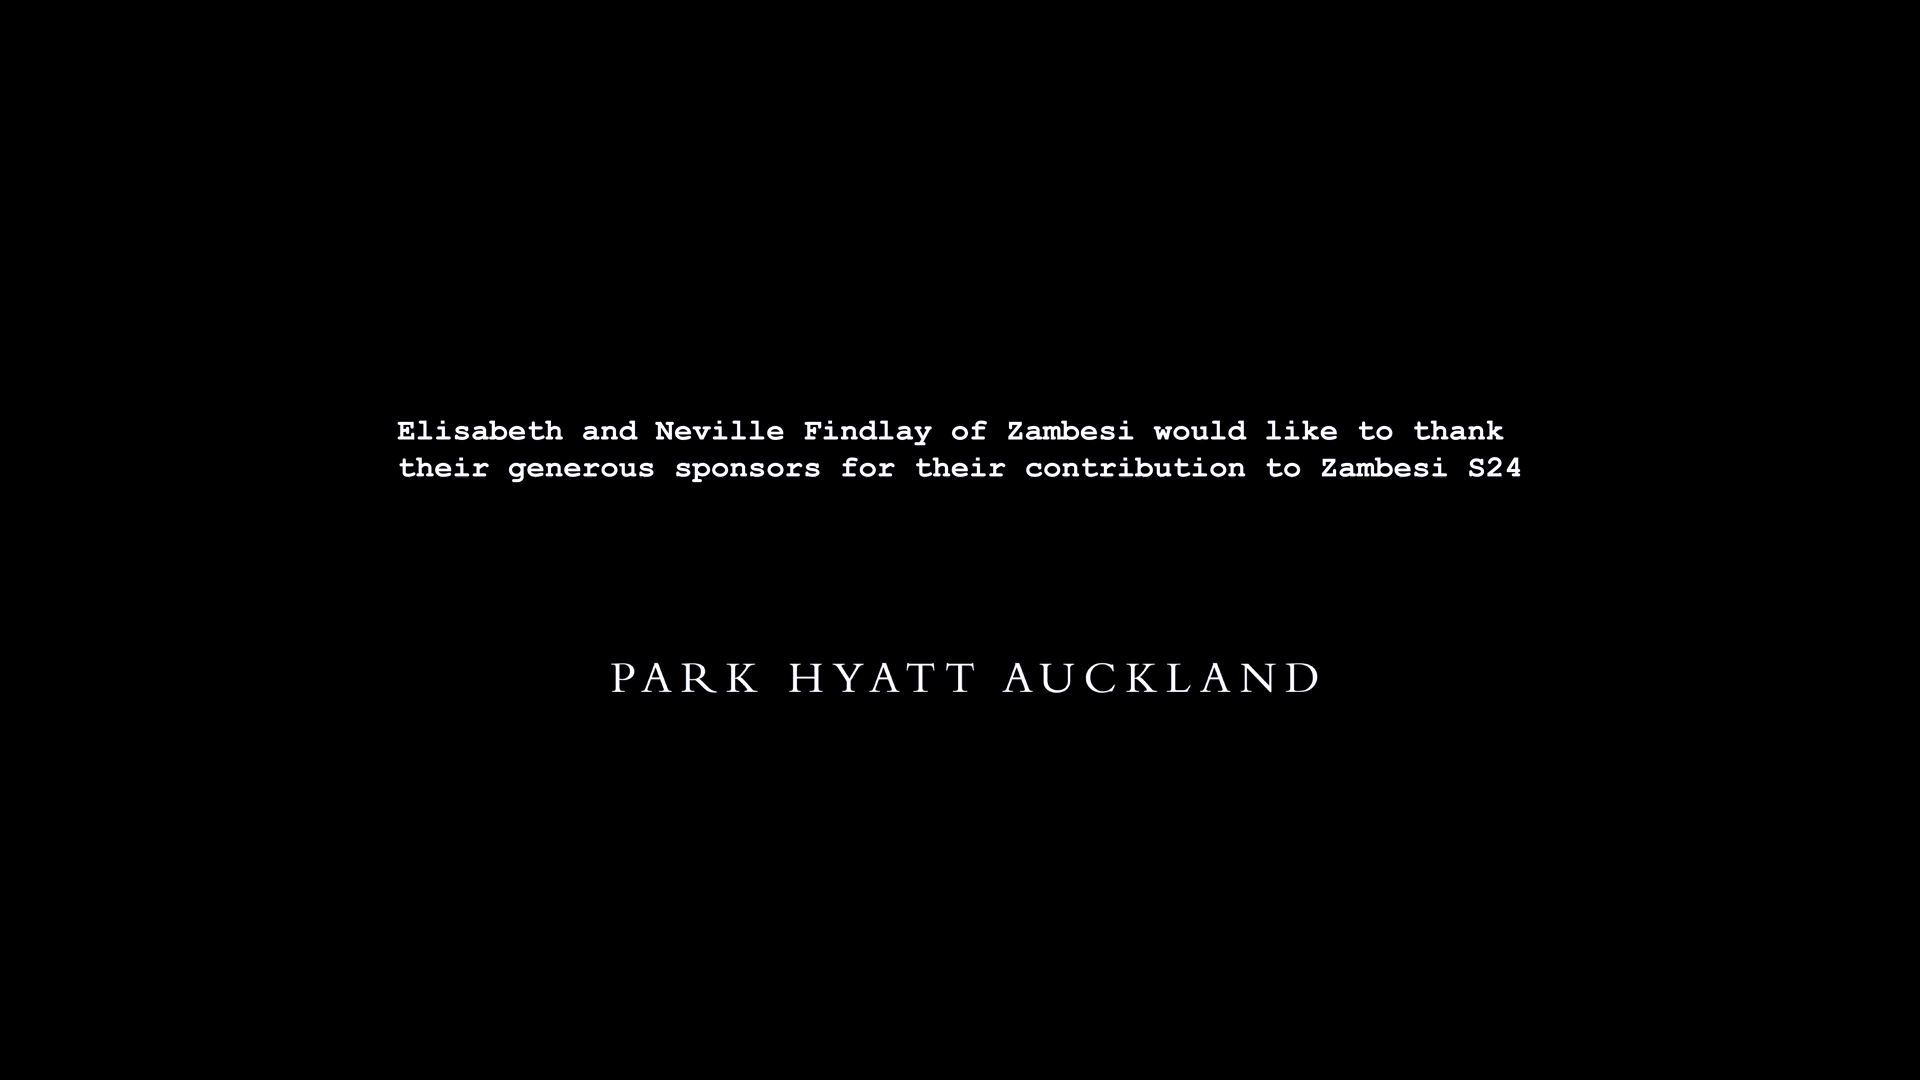 Elisabeth and Neville Findlay of Zambesi would like to thank
their generous sponsors for their contribution to Zambesi S24
PARK HYATT AUCKLAND